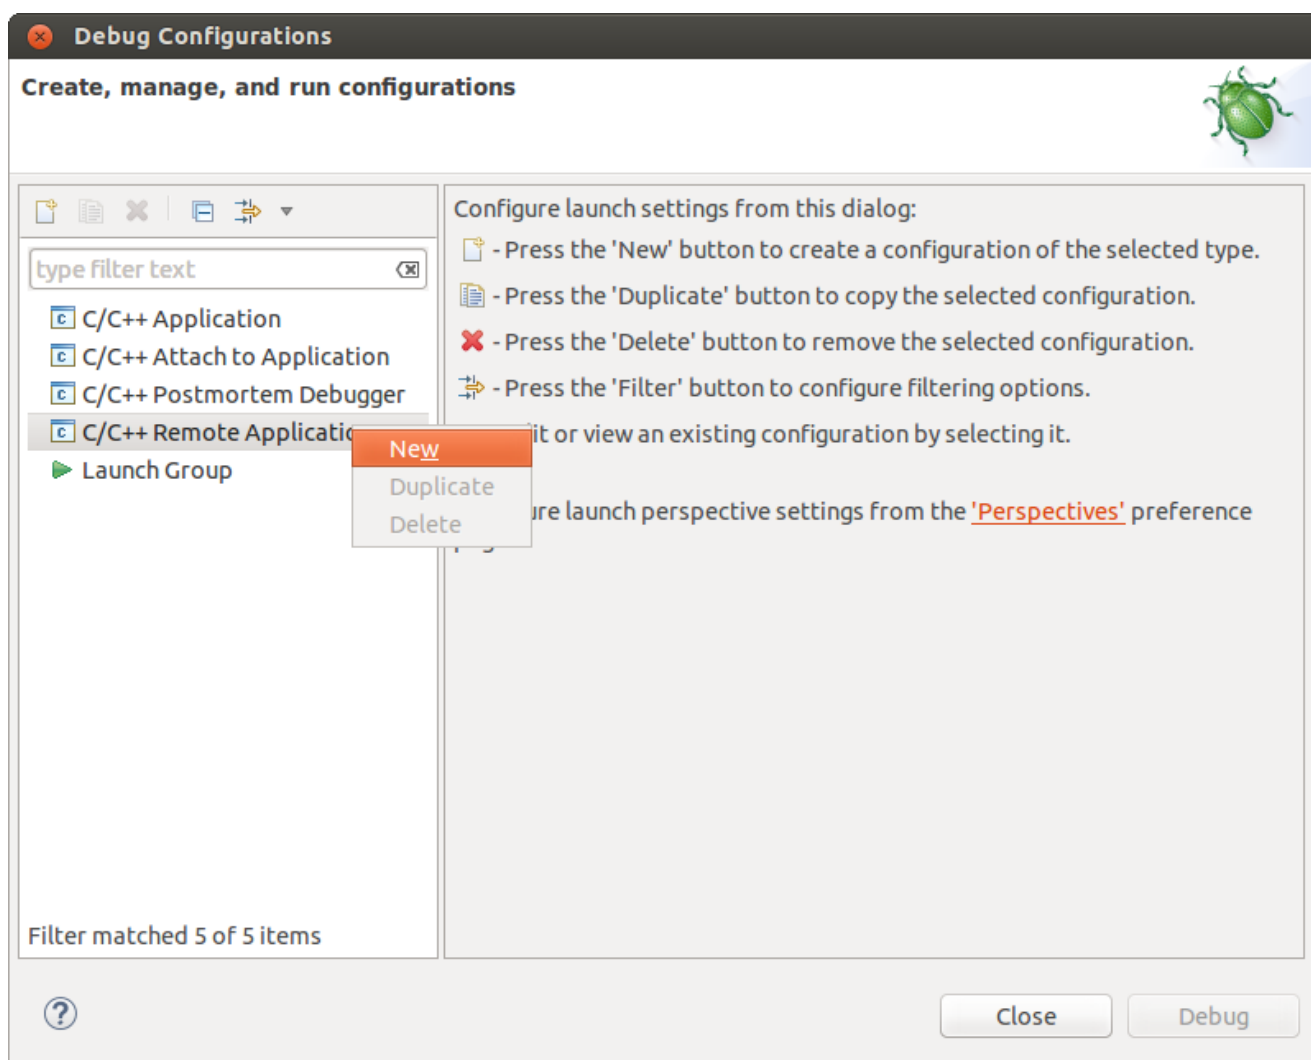 Debug Configurations
Create, manage, and run configurations
type filter text
C/C++ Application
C/C++ Attach to Application
C/C++ Postmortem Debugger
C/C++ Remote Applicatio
Launch Group
New
Duplicate
Delete
Filter matched 5 of 5 items
Configure launch settings from this dialog:
- Press the 'New' button to create a configuration of the selected type.
- Press the 'Duplicate' button to copy the selected configuration.
- Press the 'Delete' button to remove the selected configuration.
- Press the 'Filter' button to configure filtering options.
it or view an existing configuration by selecting it.
ure launch perspective settings from the 'Perspectives' preference
Close
Debug